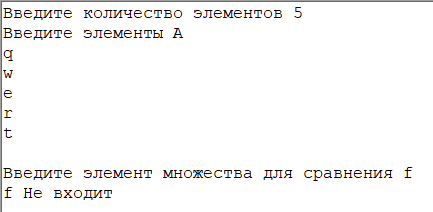 Введите количество элементов 5
Введите элементы A
q
w
e
r
t
Введите элемент множества для сравнения f
f Не входит